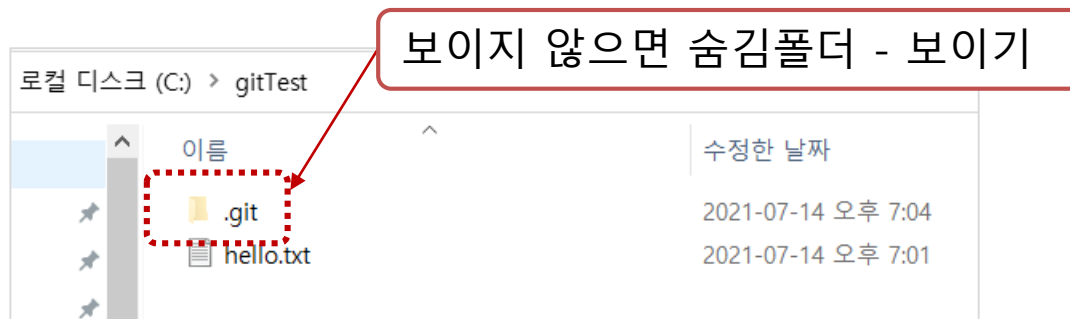 보이지 않으면 숨김폴더 - 보이기
로컬 디스크 (C:) > gitTest
이름 수정한 날짜
.git 2021-07-14 오후 7:04
hello.txt 2021-07-14 오후 7:01